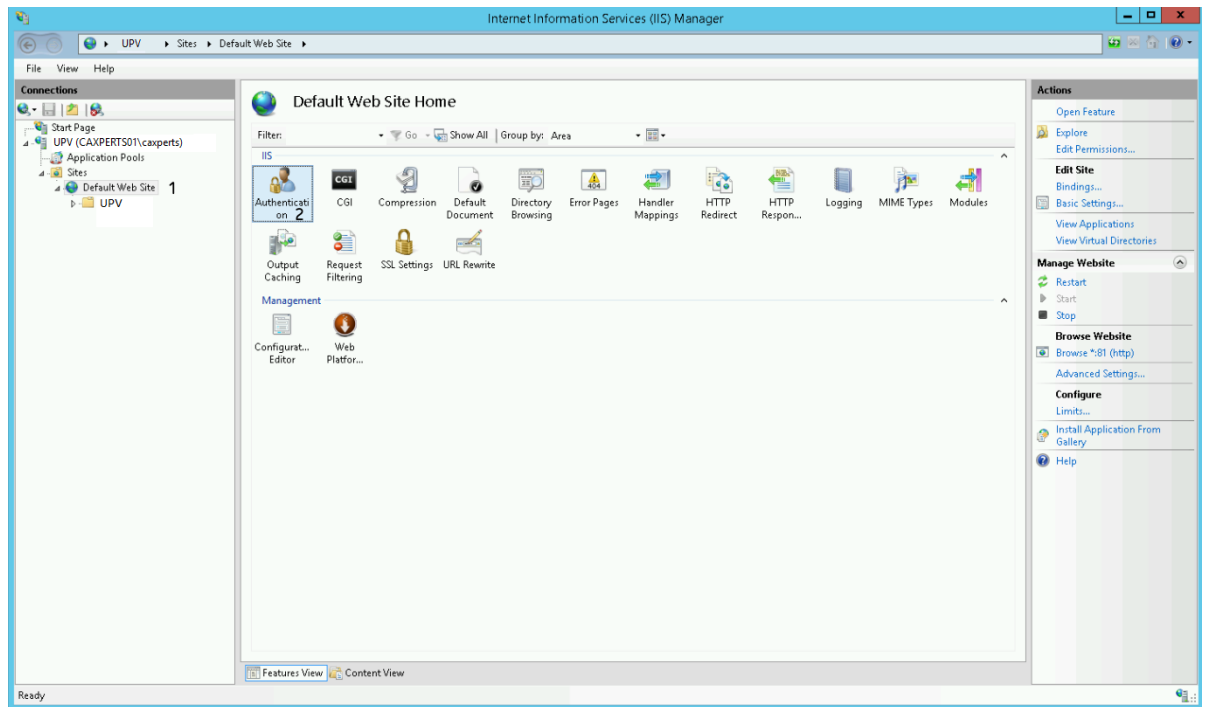 Internet Information Services (IIS) Manager
UPV Sites Default Web Site
File View Help
Connections
Start Page
UPV (CAXPERTS01\caxperts)
Application Pools
Sites
Default Web Site 1
UPV
Default Web Site Home
Filter: Go Show All Group by: Area
IIS
Authenticati
on 2
CGI
Compression
Default
Document
Directory
Browsing
Error Pages
Handler
Mappings
HTTP
Redirect
HTTP
Respon...
Logging
MIME Types
Modules
Output
Caching
Request
Filtering
SSL Settings
URL Rewrite
Management
Configurat...
Editor
Web
Platfor...
Features View Content View
Actions
Open Feature
Explore
Edit Permissions...
Edit Site
Bindings...
Basic Settings...
View Applications
View Virtual Directories
Manage Website
Restart
Start
Stop
Browse Website
Browse *:81 (http)
Advanced Settings...
Configure
Limits...
Install Application From
Gallery
Help
Ready